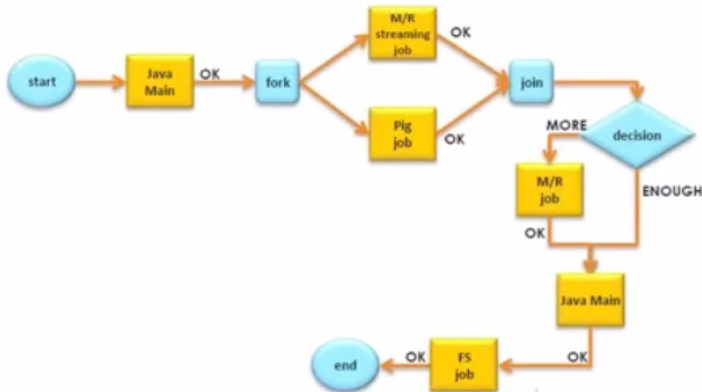 start
Java
Main
OK
fork
M/R
streaming
job
OK
Pig
job
OK
join
decision
MORE
M/R
job
OK
ENOUGH
Java Main
OK
FS
job
OK
end